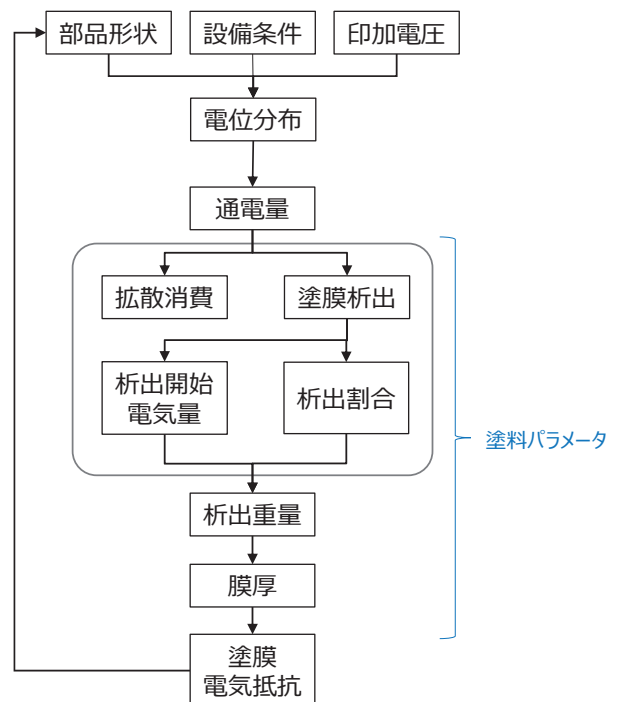 部品形状
設備条件
印加電圧
電位分布
通電量
拡散消費
塗膜析出
析出開始
電気量
析出割合
塗料パラメータ
析出重量
膜厚
塗膜
電気抵抗